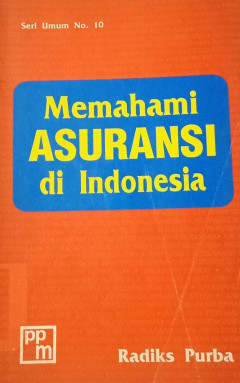 Seri Umum No. 10
Memahami
ASURANSI
di Indonesia
ppm
Radiks Purba